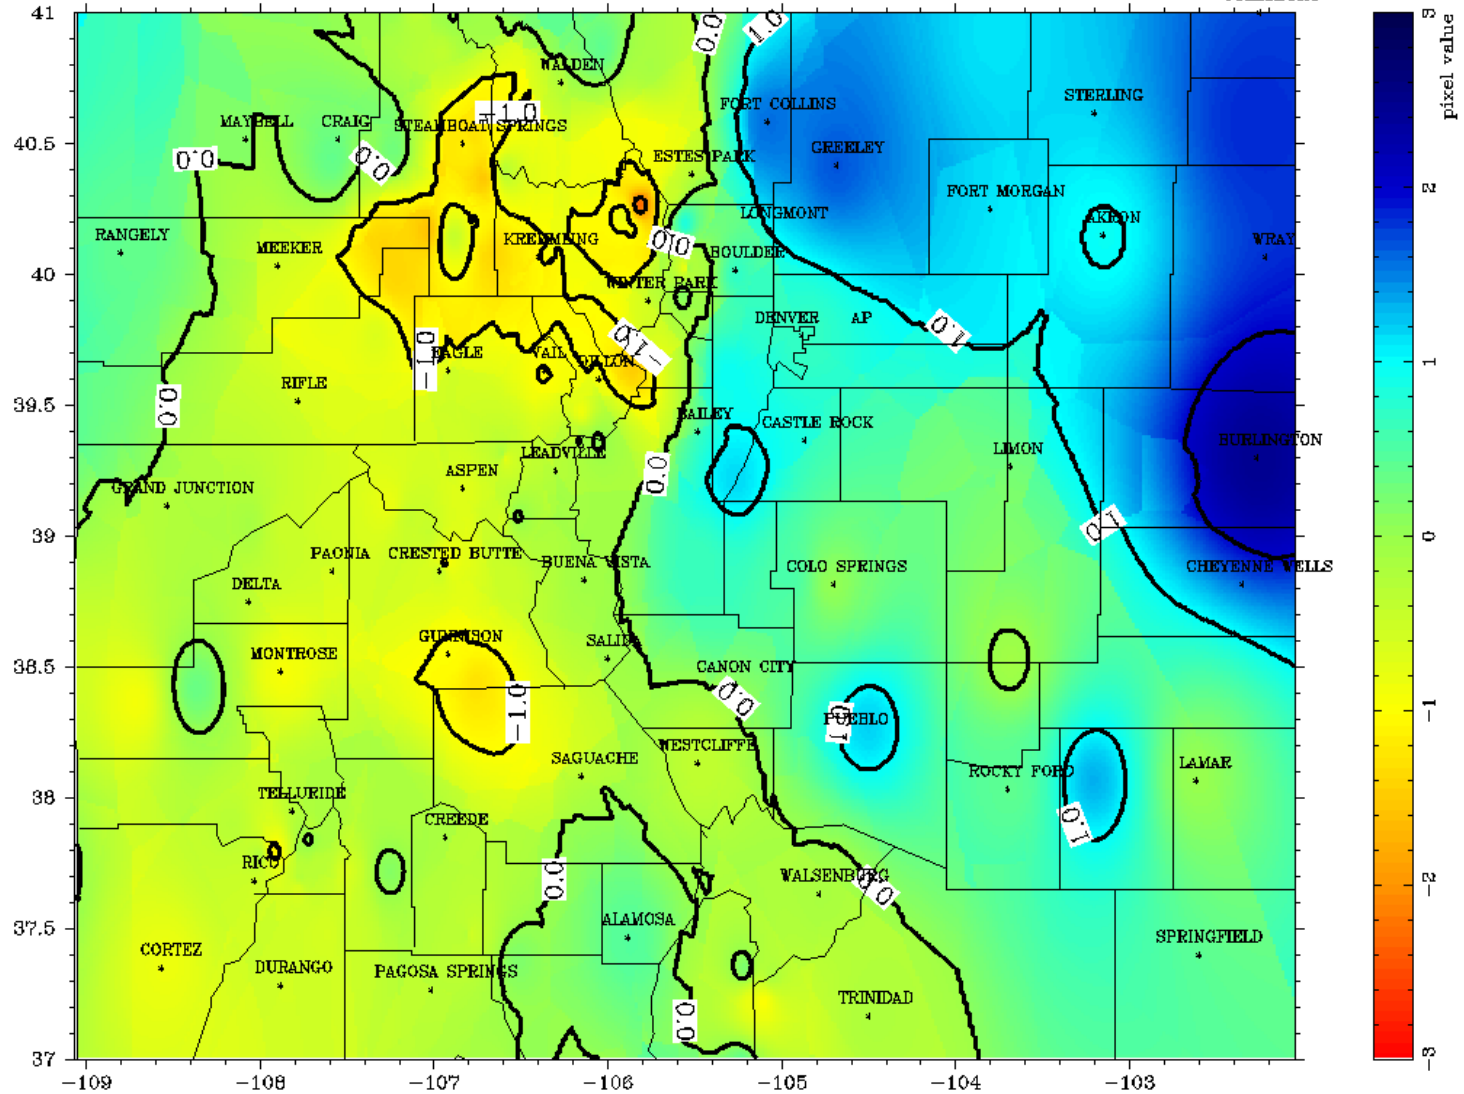 41
1.0
0.0
3
WALDEN
pixel value
FORT COLLINS
STERLING
−1.0
MAYBELL
CRAIG
STEAMBOAT SPRINGS
40.5
0.0
0.0
GREELEY
ESTES PARK
2
FORT MORGAN
LONGMONT
AKRON
RANGELY
MEEKER
KREMMLING
0.0
BOULDER
WRAY
40
WINTER PARK
DENVER AP
1.0
−1.0
−1.0
EAGLE
VAIL
DILLON
1
RIFLE
39.5
0.0
BAILEY
CASTLE ROCK
BURLINGTON
LIMON
LEADVILLE
ASPEN
0.0
GRAND JUNCTION
1.0
39
0
PAONIA
CRESTED BUTTE
BUENA VISTA
COLO SPRINGS
CHEYENNE WELLS
DELTA
GUNNISON
SALIDA
MONTROSE
38.5
CANON CITY
−1.0
0.0
−1
1.0
PUEBLO
WESTCLIFFE
SAGUACHE
ROCKY FORD
LAMAR
38
TELLURIDE
CREEDE
1.0
RICO
0.0
WALSENBURG
0.0
−2
ALAMOSA
37.5
CORTEZ
SPRINGFIELD
DURANGO
PAGOSA SPRINGS
TRINIDAD
0.0
37
−3
−109
−108
−107
−106
−105
−104
−103